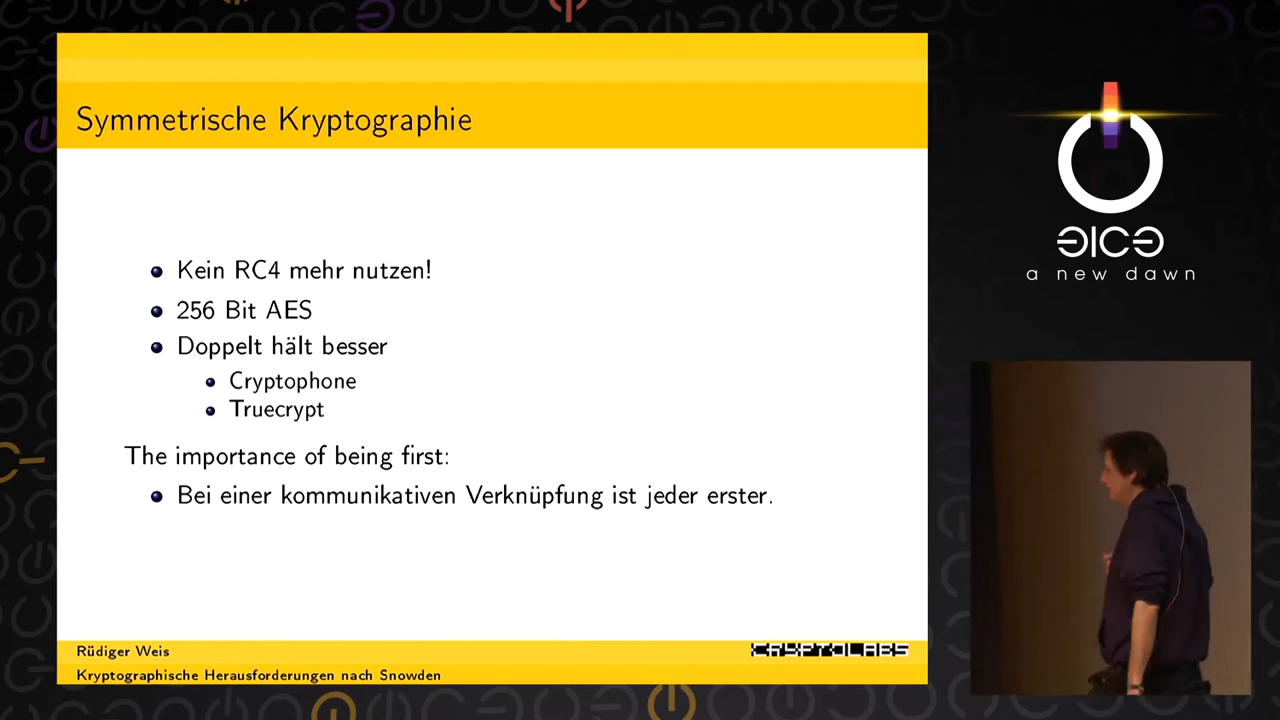 Symmetrische Kryptographie
Kein RC4 mehr nutzen!
256 Bit AES
Doppelt hält besser
Cryptophone
Truecrypt
The importance of being first:
Bei einer kommunikativen Verknüpfung ist jeder erster.
Rüdiger Weis
CRYPTOLABS
Kryptographische Herausforderungen nach Snowden
31C3
a new dawn